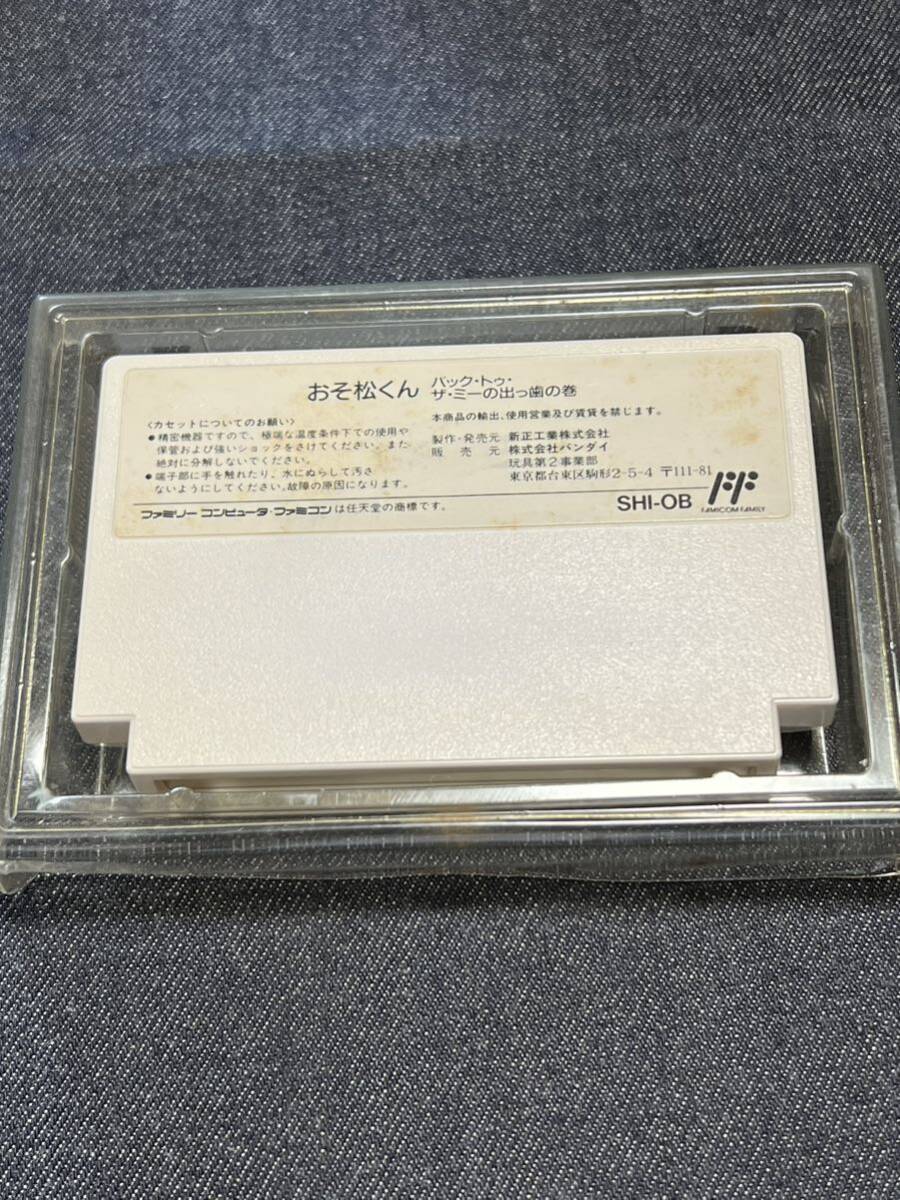 おそ松くん バック・トゥ・
ザ・ミーの出っ歯の巻
〈カセットについてのお願い〉
●精密機器ですので、極端な温度条件下での使用や
保管および強いショックをさけてください。また
絶対に分解しないでください。
●端子部に手を触れたり、水にぬらして汚さ
ないようにしてください。故障の原因になります。
本商品の輸出、使用営業及び賃貸を禁じます。
製作・発売元 新正工業株式会社
販売元 株式会社バンダイ
玩具第2事業部
東京都台東区駒形2-5-4 〒111-81
ファミリーコンピュータ・ファミコンは任天堂の商標です。
SHI-OB
FAMICOM FAMILY